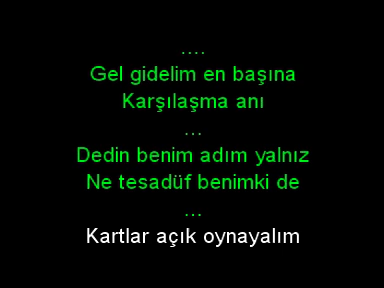 ....
Gel gidelim en başına
Karşılaşma anı
...
Dedin benim adım yalnız
Ne tesadüf benimki de
...
Kartlar açık oynayalım